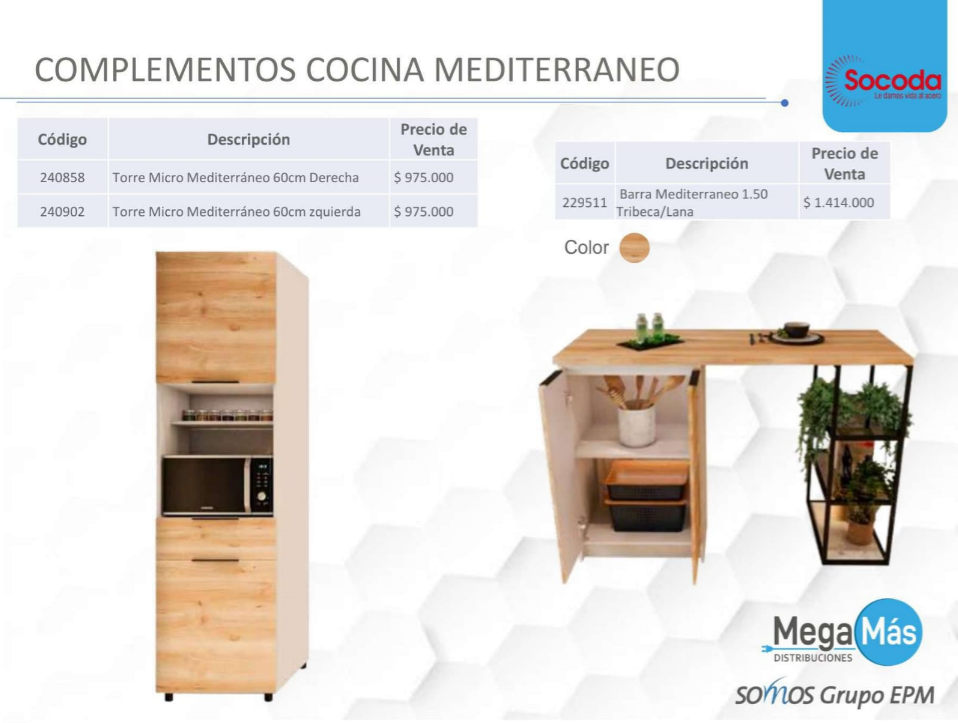 COMPLEMENTOS COCINA MEDITERRANEO
Socoda
Le damos vida al acero
Código Descripción Precio de
Venta
240858 Torre Micro Mediterráneo 60cm Derecha $ 975.000
240902 Torre Micro Mediterráneo 60cm zquierda $ 975.000
Código Descripción Precio de
Venta
229511 Barra Mediterraneo 1.50
Tribeca/Lana $ 1.414.000
Color
Mega Más
DISTRIBUCIONES
SOMOS Grupo EPM